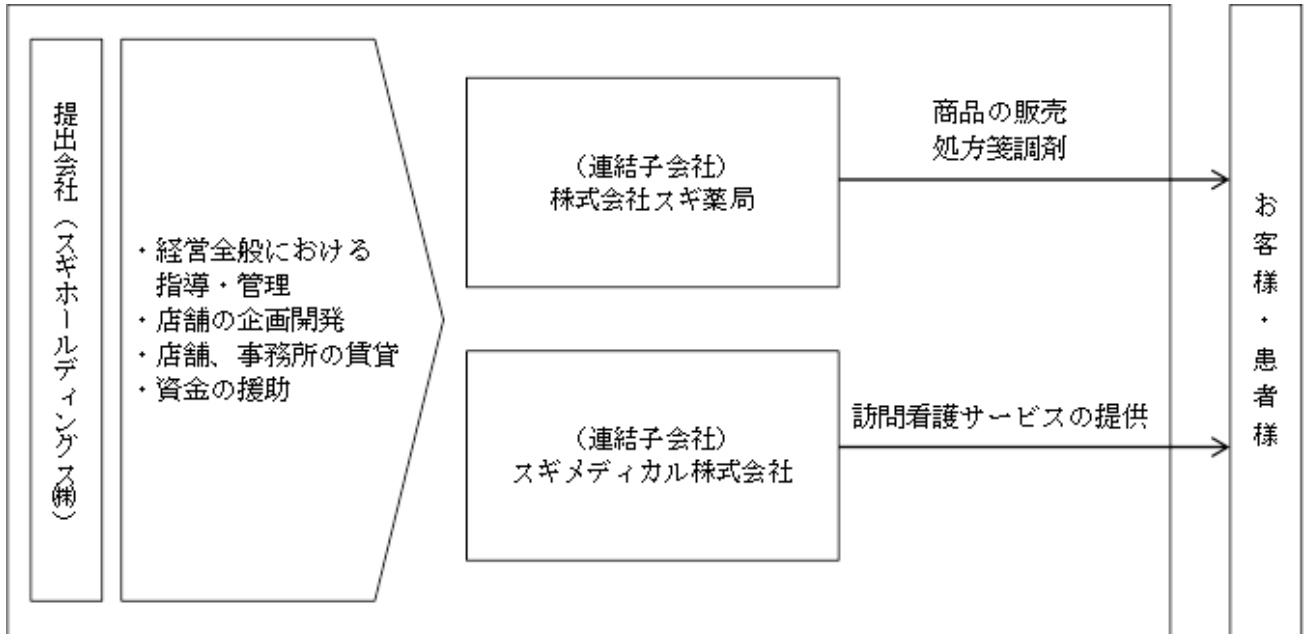 提出会社（スギホールディングス㈱）
・経営全般における
指導・管理
・店舗の企画開発
・店舗、事務所の賃貸
・資金の援助
（連結子会社）
株式会社スギ薬局
商品の販売
処方箋調剤
（連結子会社）
スギメディカル株式会社
訪問看護サービスの提供
お客様・患者様